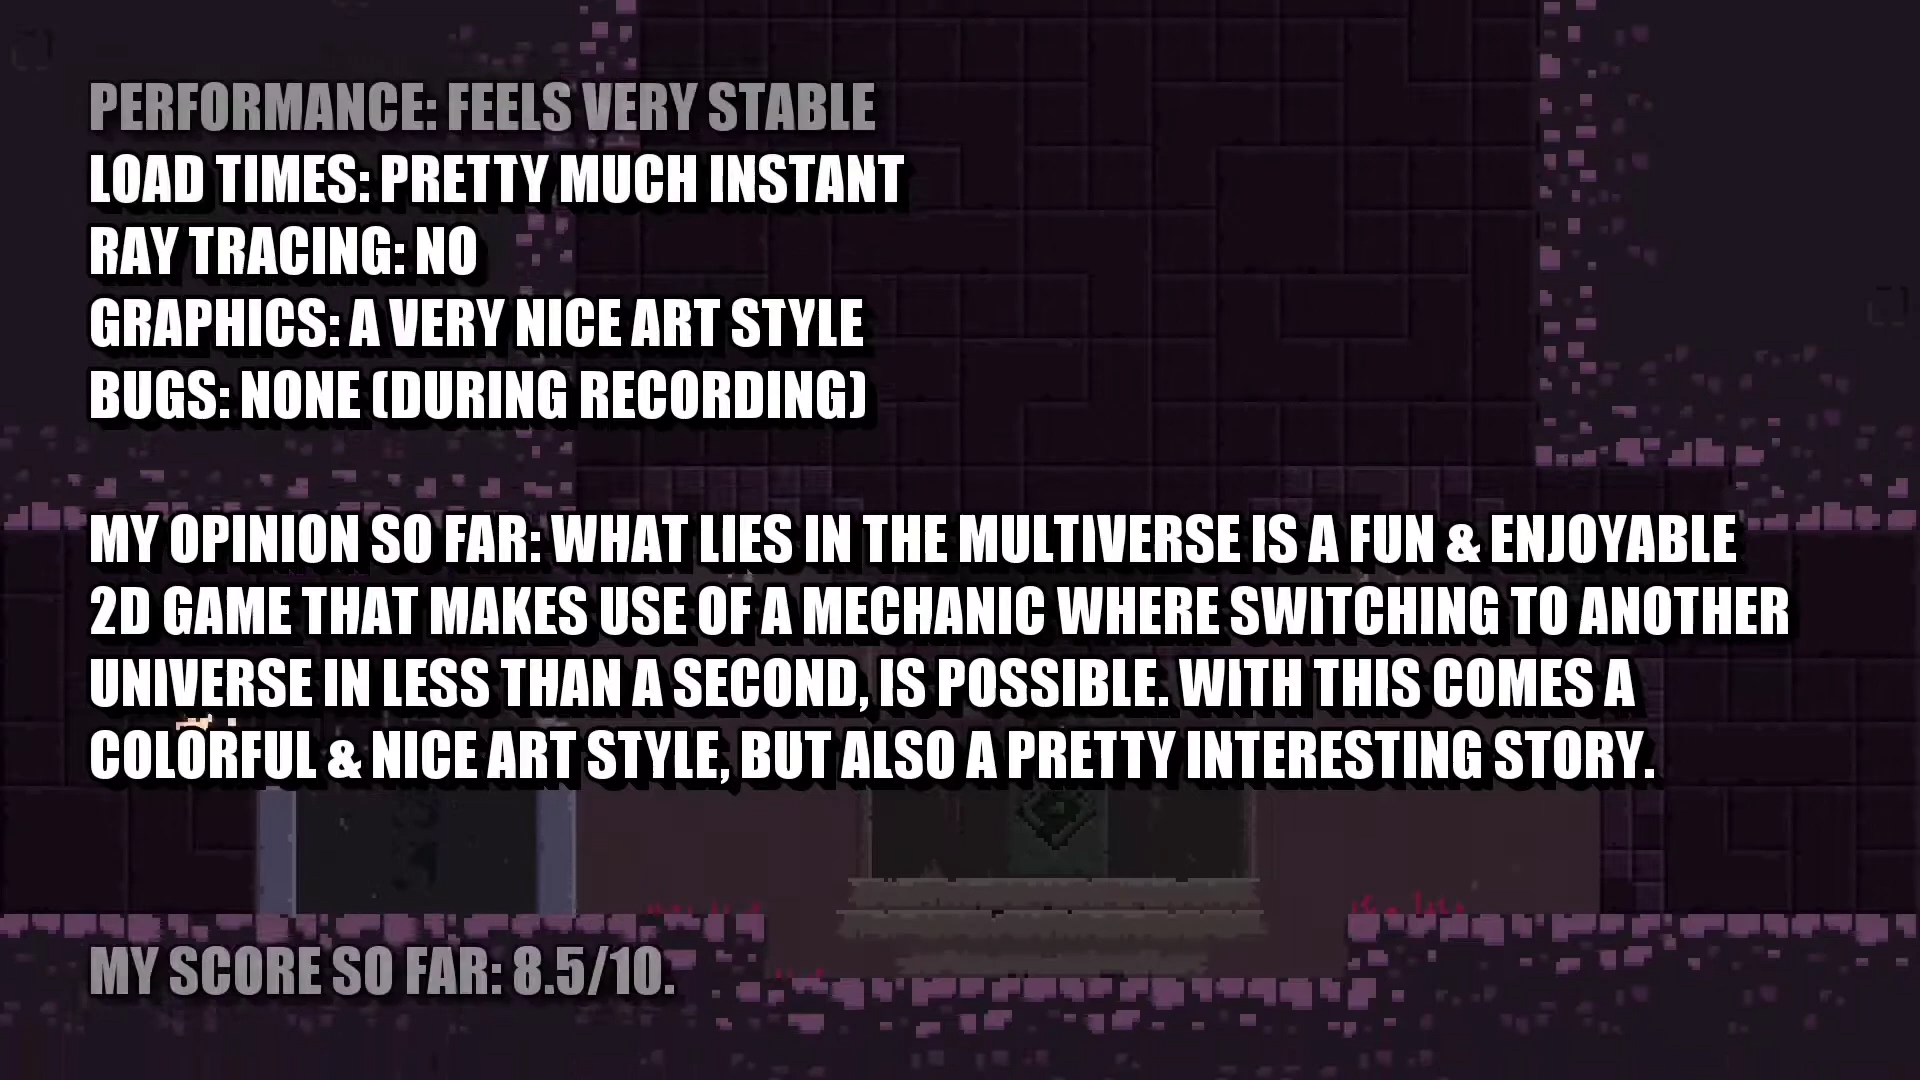 PERFORMANCE: FEELS VERY STABLE
LOAD TIMES: PRETTY MUCH INSTANT
RAY TRACING: NO
GRAPHICS: A VERY NICE ART STYLE
BUGS: NONE (DURING RECORDING)
MY OPINION SO FAR: WHAT LIES IN THE MULTIVERSE IS A FUN & ENJOYABLE
2D GAME THAT MAKES USE OF A MECHANIC WHERE SWITCHING TO ANOTHER
UNIVERSE IN LESS THAN A SECOND, IS POSSIBLE. WITH THIS COMES A
COLORFUL & NICE ART STYLE, BUT ALSO A PRETTY INTERESTING STORY.
MY SCORE SO FAR: 8.5/10.